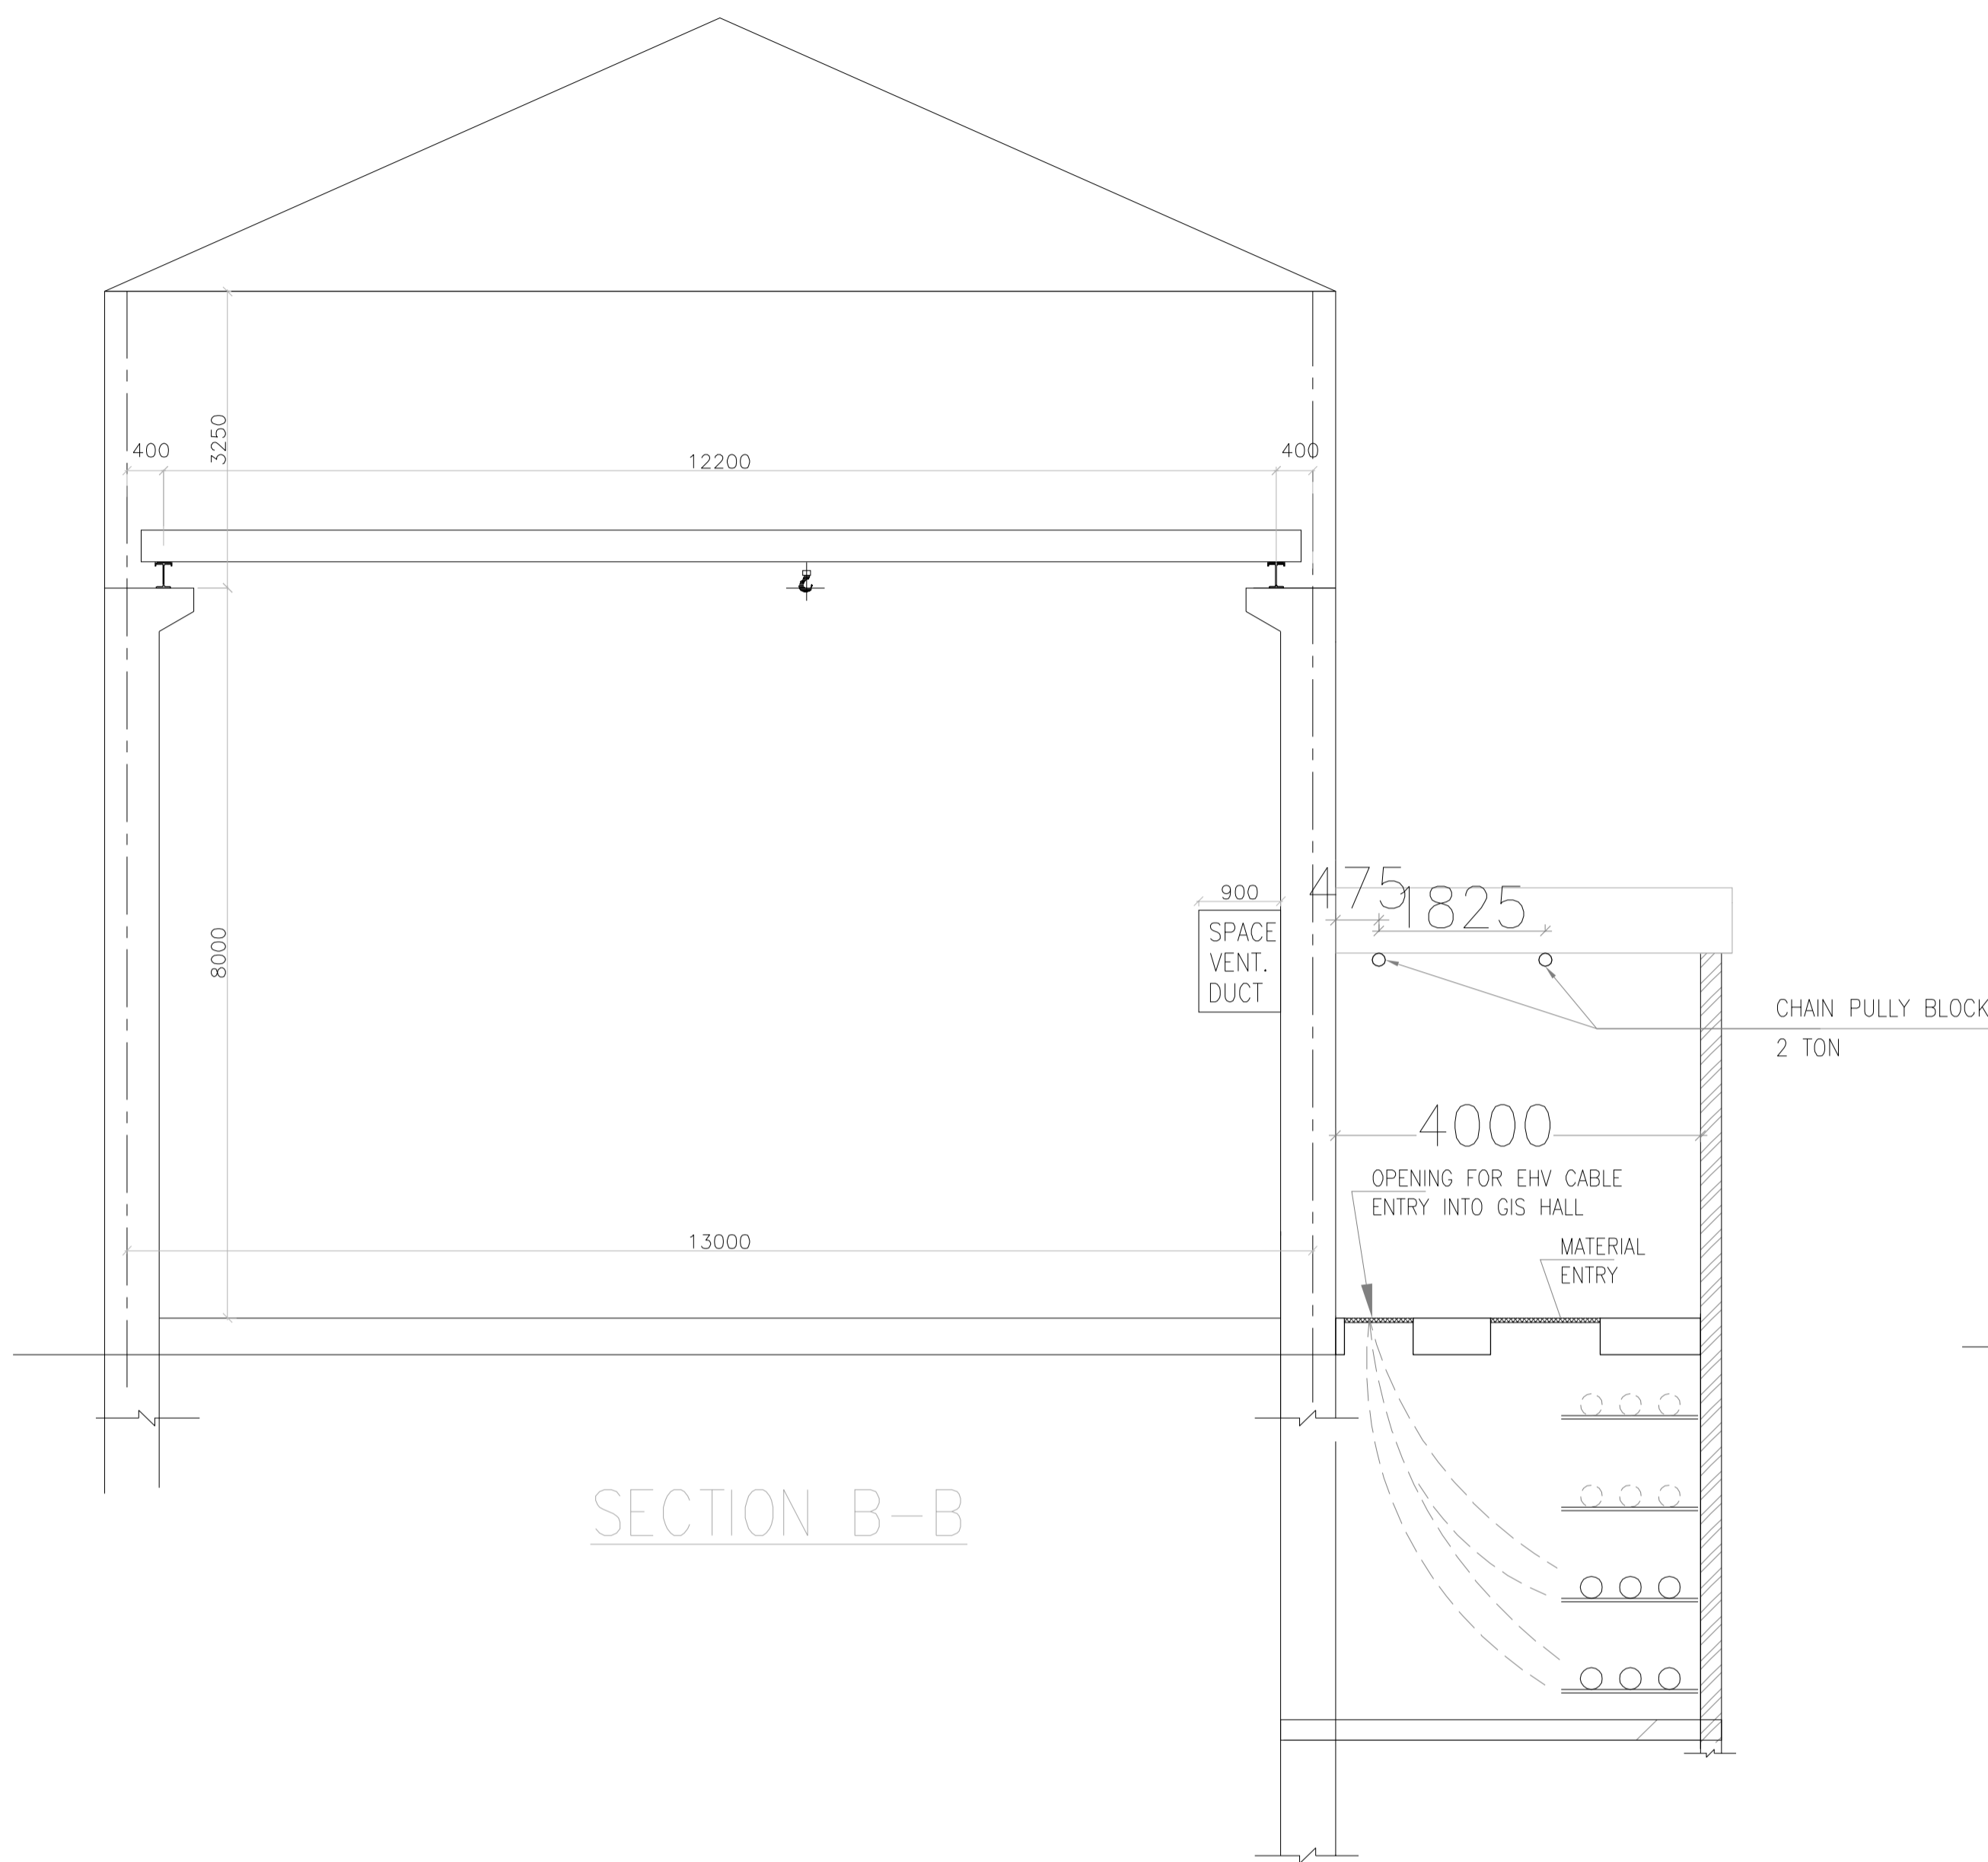 3250
400
12200
400
8000
900
SPACE
VENT.
DUCT
475
1825
CHAIN PULLY BLOCK
2 TON
4000
OPENING FOR EHV CABLE
ENTRY INTO GIS HALL
MATERIAL
ENTRY
13000
SECTION B-B